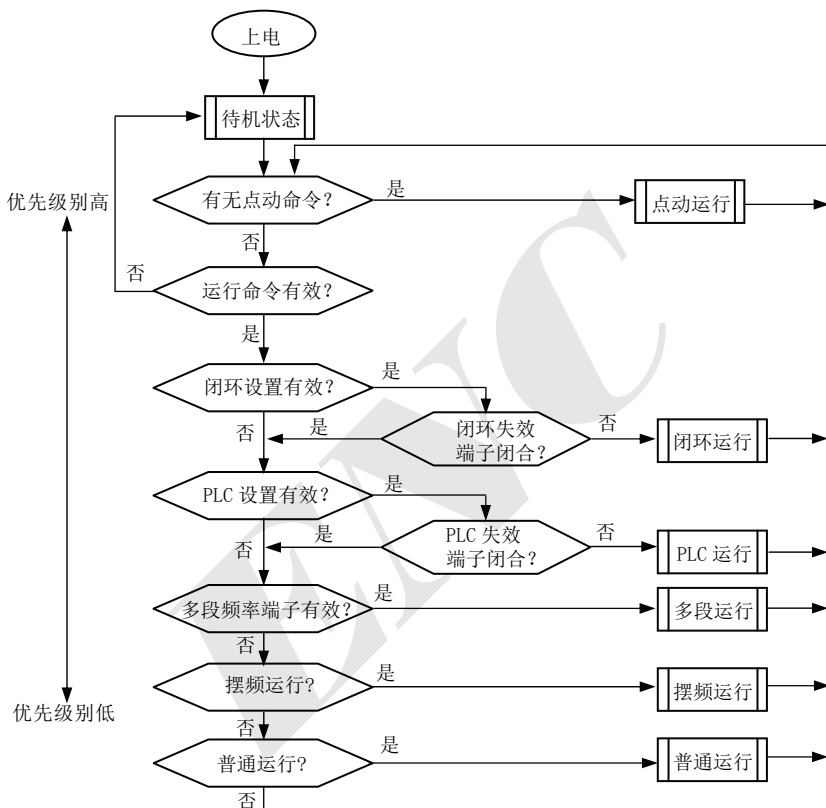 上电
待机状态
优先级别高
有无点动命令?
是
点动运行
否
否
运行命令有效?
是
闭环设置有效?
是
否
是
闭环失效
端子闭合?
否
闭环运行
PLC 设置有效?
是
否
是
PLC 失效
端子闭合?
否
PLC 运行
多段频率端子有效?
是
多段运行
否
摆频运行?
是
摆频运行
优先级别低
否
普通运行?
是
普通运行
否
ENC